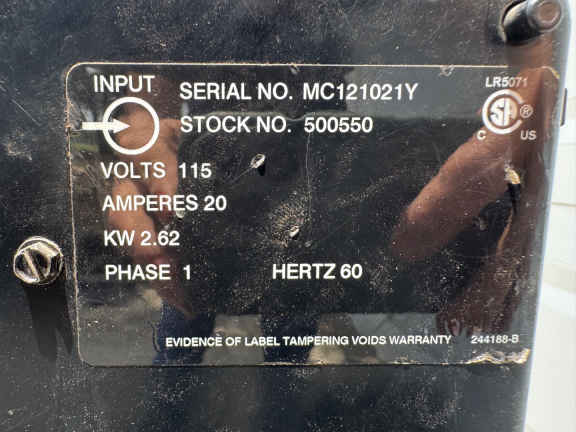 INPUT
SERIAL NO. MC121021Y
LR5071
STOCK NO. 500550
SA ®
C US
VOLTS 115
AMPERES 20
KW 2.62
PHASE 1 HERTZ 60
EVIDENCE OF LABEL TAMPERING VOIDS WARRANTY 244188-B